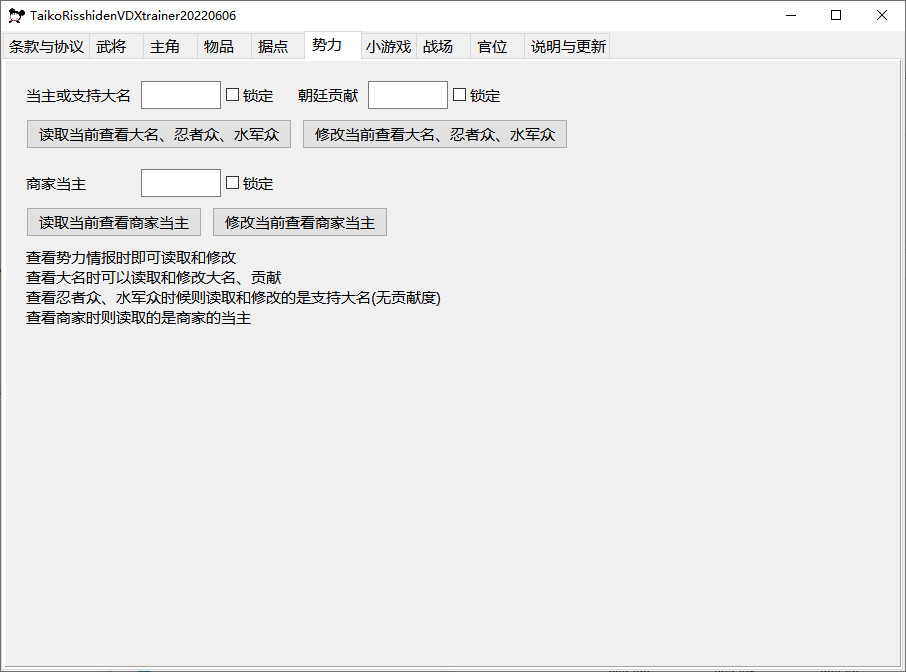 TaikoRisshidenVDXtrainer20220606
条款与协议 武将 主角 物品 据点 势力 小游戏 战场 官位 说明与更新
当主或支持大名 锁定 朝廷贡献 锁定
读取当前查看大名、忍者众、水军众 修改当前查看大名、忍者众、水军众
商家当主 锁定
读取当前查看商家当主 修改当前查看商家当主
查看势力情报时即可读取和修改
查看大名时可以读取和修改大名、贡献
查看忍者众、水军众时候则读取和修改的是支持大名(无贡献度)
查看商家时则读取的是商家的当主